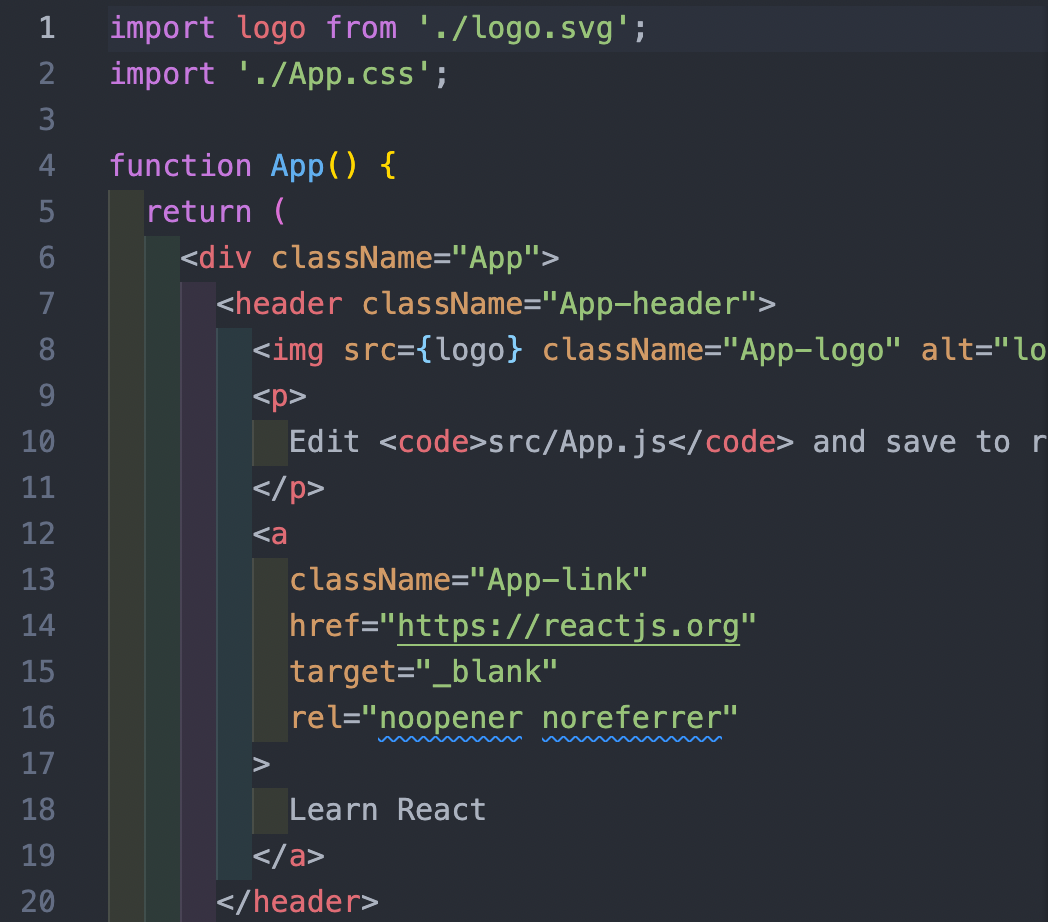 1 import logo from './logo.svg';
2 import './App.css';
3
4 function App() {
5 return (
6 <div className="App">
7 <header className="App-header">
8 <img src={logo} className="App-logo" alt="lo
9 <p>
10 Edit <code>src/App.js</code> and save to r
11 </p>
12 <a
13 className="App-link"
14 href="https://reactjs.org"
15 target="_blank"
16 rel="noopener noreferrer"
17 >
18 Learn React
19 </a>
20 </header>